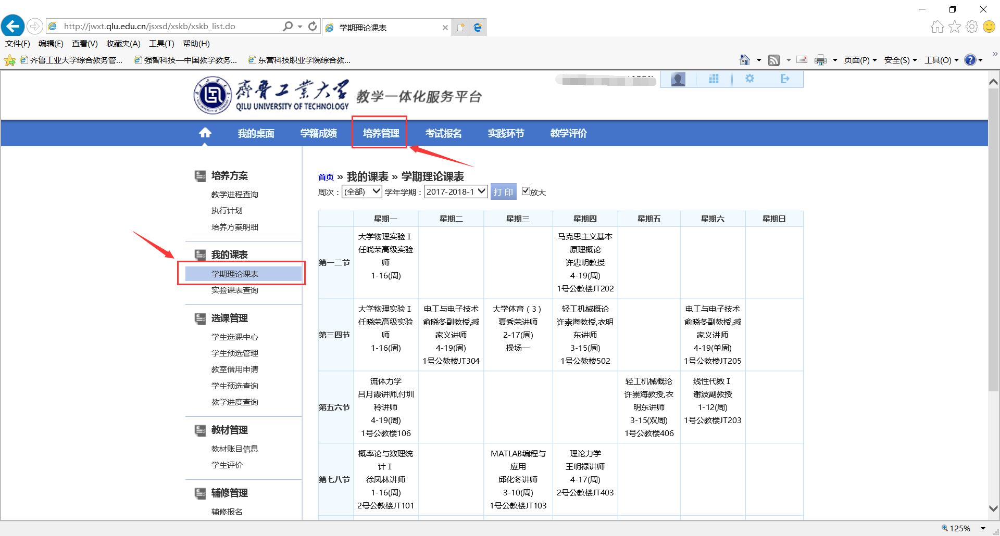 http://jwxt.qlu.edu.cn/jsxsd/xskb/xskb_list.do
学期理论课表
文件(F) 编辑(E) 查看(V) 收藏夹(A) 工具(T) 帮助(H)
齐鲁工业大学综合教务管... 强智科技—中国教学教务... 东营科技职业学院综合教...
页面(P) 安全(S) 工具(O)
齊魯工业大学
QILU UNIVERSITY OF TECHNOLOGY
教学一体化服务平台
我的桌面 学籍成绩 培养管理 考试报名 实践环节 教学评价
培养方案
教学进程查询
执行计划
培养方案明细
我的课表
学期理论课表
实验课表查询
选课管理
学生选课中心
学生预选管理
教室借用申请
学生预选查询
教学进度查询
教材管理
教材账目信息
学生评价
辅修管理
辅修报名
首页 » 我的课表 » 学期理论课表
周次：(全部) 学年学期：2017-2018-1 打 印 放大
星期一 星期二 星期三 星期四 星期五 星期六 星期日
第一二节
大学物理实验Ⅰ
任晓荣高级实验
师
1-16(周)
马克思主义基本
原理概论
许忠明教授
4-19(周)
1号公教楼JT202
第三四节
大学物理实验Ⅰ
任晓荣高级实验
师
1-16(周)
电工与电子技术
俞晓冬副教授,臧
家义讲师
4-19(周)
1号公教楼JT304
大学体育（3）
夏秀荣讲师
2-17(周)
操场一
轻工机械概论
许崇海教授,衣明
东讲师
3-15(周)
1号公教楼502
电工与电子技术
俞晓冬副教授,臧
家义讲师
4-19(单周)
1号公教楼JT205
第五六节
流体力学
吕月霞讲师,付圳
秢讲师
4-19(周)
1号公教楼106
轻工机械概论
许崇海教授,衣
明东讲师
3-15(双周)
1号公教楼406
线性代数Ⅰ
谢波副教授
1-12(周)
1号公教楼JT203
第七八节
概率论与数理统
计Ⅰ
徐凤林讲师
1-16(周)
2号公教楼JT101
MATLAB编程与
应用
邱化冬讲师
3-10(周)
1号公教楼JT103
理论力学
王明禄讲师
4-17(周)
2号公教楼JT403
125%